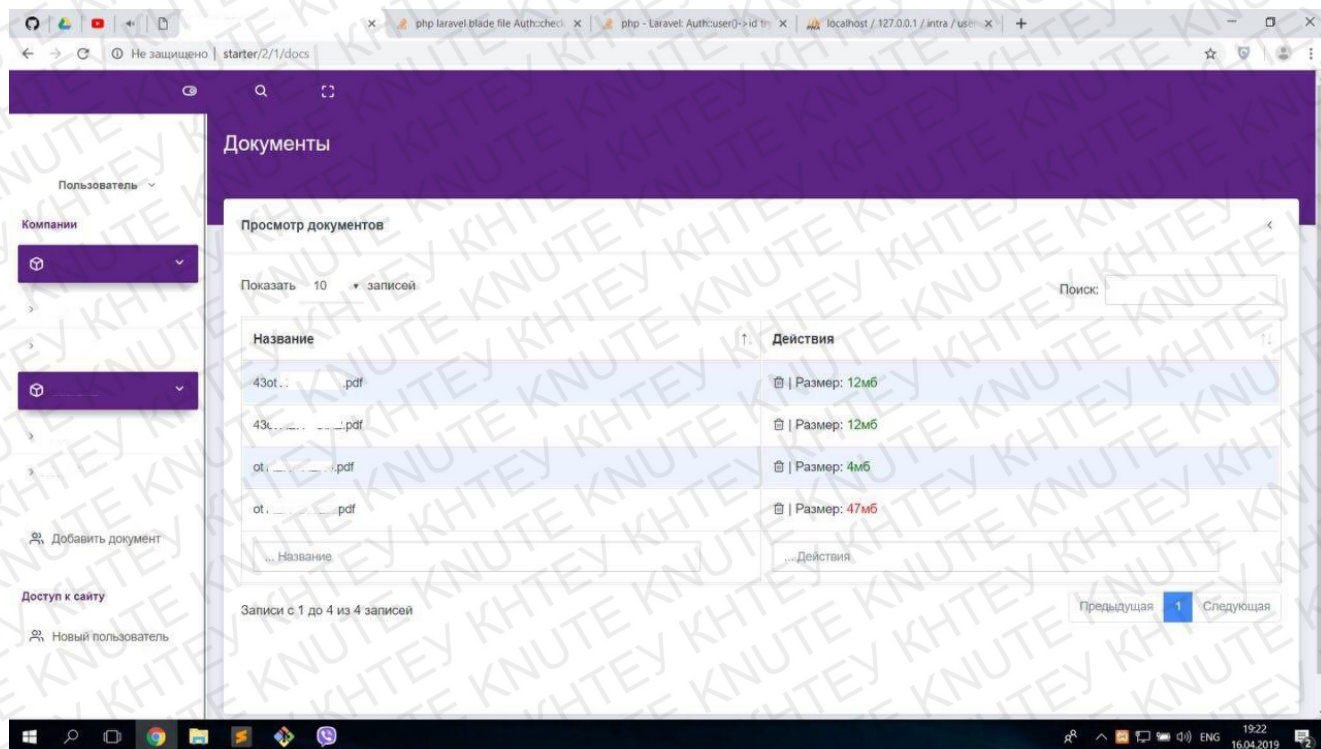 php laravel blade file Auth::check
php - Laravel: Auth::user()->id
localhost / 127.0.0.1 / intra / user
Не защищено | starter/2/1/docs
Документы
Пользователь
Компании
Просмотр документов
Показать 10 записей
Поиск:
Название Действия
.pdf | Размер: 12мб
.pdf | Размер: 12мб
.pdf | Размер: 4мб
pdf | Размер: 47мб
... Название ... Действия
Добавить документ
Доступ к сайту
Записи с 1 до 4 из 4 записей
Предыдущая 1 Следующая
Новый пользователь
ENG 19:22
16.04.2019
KNUTE КНТЕУ